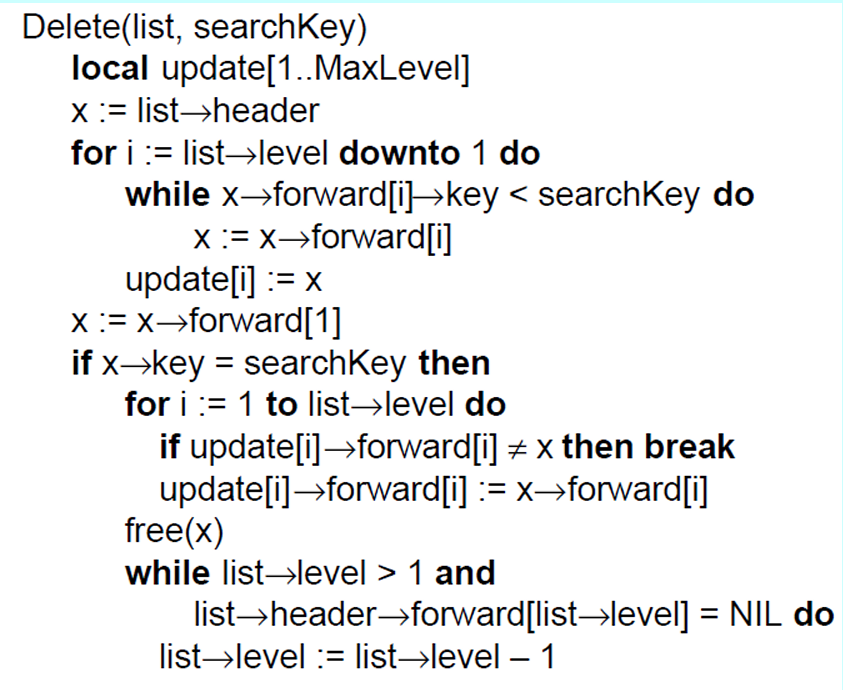 Delete(list, searchKey)
local update[1..MaxLevel]
x := list→header
for i := list→level downto 1 do
while x→forward[i]→key < searchKey do
x := x→forward[i]
update[i] := x
x := x→forward[1]
if x→key = searchKey then
for i := 1 to list→level do
if update[i]→forward[i] ≠ x then break
update[i]→forward[i] := x→forward[i]
free(x)
while list→level > 1 and
list→header→forward[list→level] = NIL do
list→level := list→level – 1